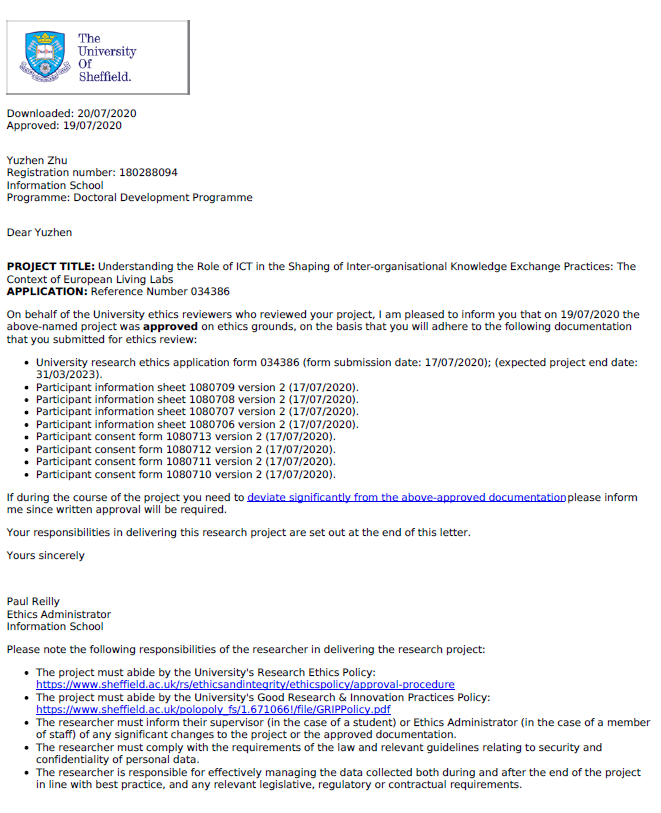 The
University
Of
Sheffield.
Downloaded: 20/07/2020
Approved: 19/07/2020
Yuzhen Zhu
Registration number: 180288094
Information School
Programme: Doctoral Development Programme
Dear Yuzhen
PROJECT TITLE: Understanding the Role of ICT in the Shaping of Inter-organisational Knowledge Exchange Practices: The
Context of European Living Labs
APPLICATION: Reference Number 034386
On behalf of the University ethics reviewers who reviewed your project, I am pleased to inform you that on 19/07/2020 the
above-named project was approved on ethics grounds, on the basis that you will adhere to the following documentation
that you submitted for ethics review:
• University research ethics application form 034386 (form submission date: 17/07/2020); (expected project end date:
31/03/2023).
• Participant information sheet 1080709 version 2 (17/07/2020).
• Participant information sheet 1080708 version 2 (17/07/2020).
• Participant information sheet 1080707 version 2 (17/07/2020).
• Participant information sheet 1080706 version 2 (17/07/2020).
• Participant consent form 1080713 version 2 (17/07/2020).
• Participant consent form 1080712 version 2 (17/07/2020).
• Participant consent form 1080711 version 2 (17/07/2020).
• Participant consent form 1080710 version 2 (17/07/2020).
If during the course of the project you need to deviate significantly from the above-approved documentation please inform
me since written approval will be required.
Your responsibilities in delivering this research project are set out at the end of this letter.
Yours sincerely
Paul Reilly
Ethics Administrator
Information School
Please note the following responsibilities of the researcher in delivering the research project:
• The project must abide by the University's Research Ethics Policy:
https://www.sheffield.ac.uk/rs/ethicsandintegrity/ethicspolicy/approval-procedure
• The project must abide by the University's Good Research & Innovation Practices Policy:
https://www.sheffield.ac.uk/polopoly_fs/1.671066!/file/GRIPPolicy.pdf
• The researcher must inform their supervisor (in the case of a student) or Ethics Administrator (in the case of a member
of staff) of any significant changes to the project or the approved documentation.
• The researcher must comply with the requirements of the law and relevant guidelines relating to security and
confidentiality of personal data.
• The researcher is responsible for effectively managing the data collected both during and after the end of the project
in line with best practice, and any relevant legislative, regulatory or contractual requirements.